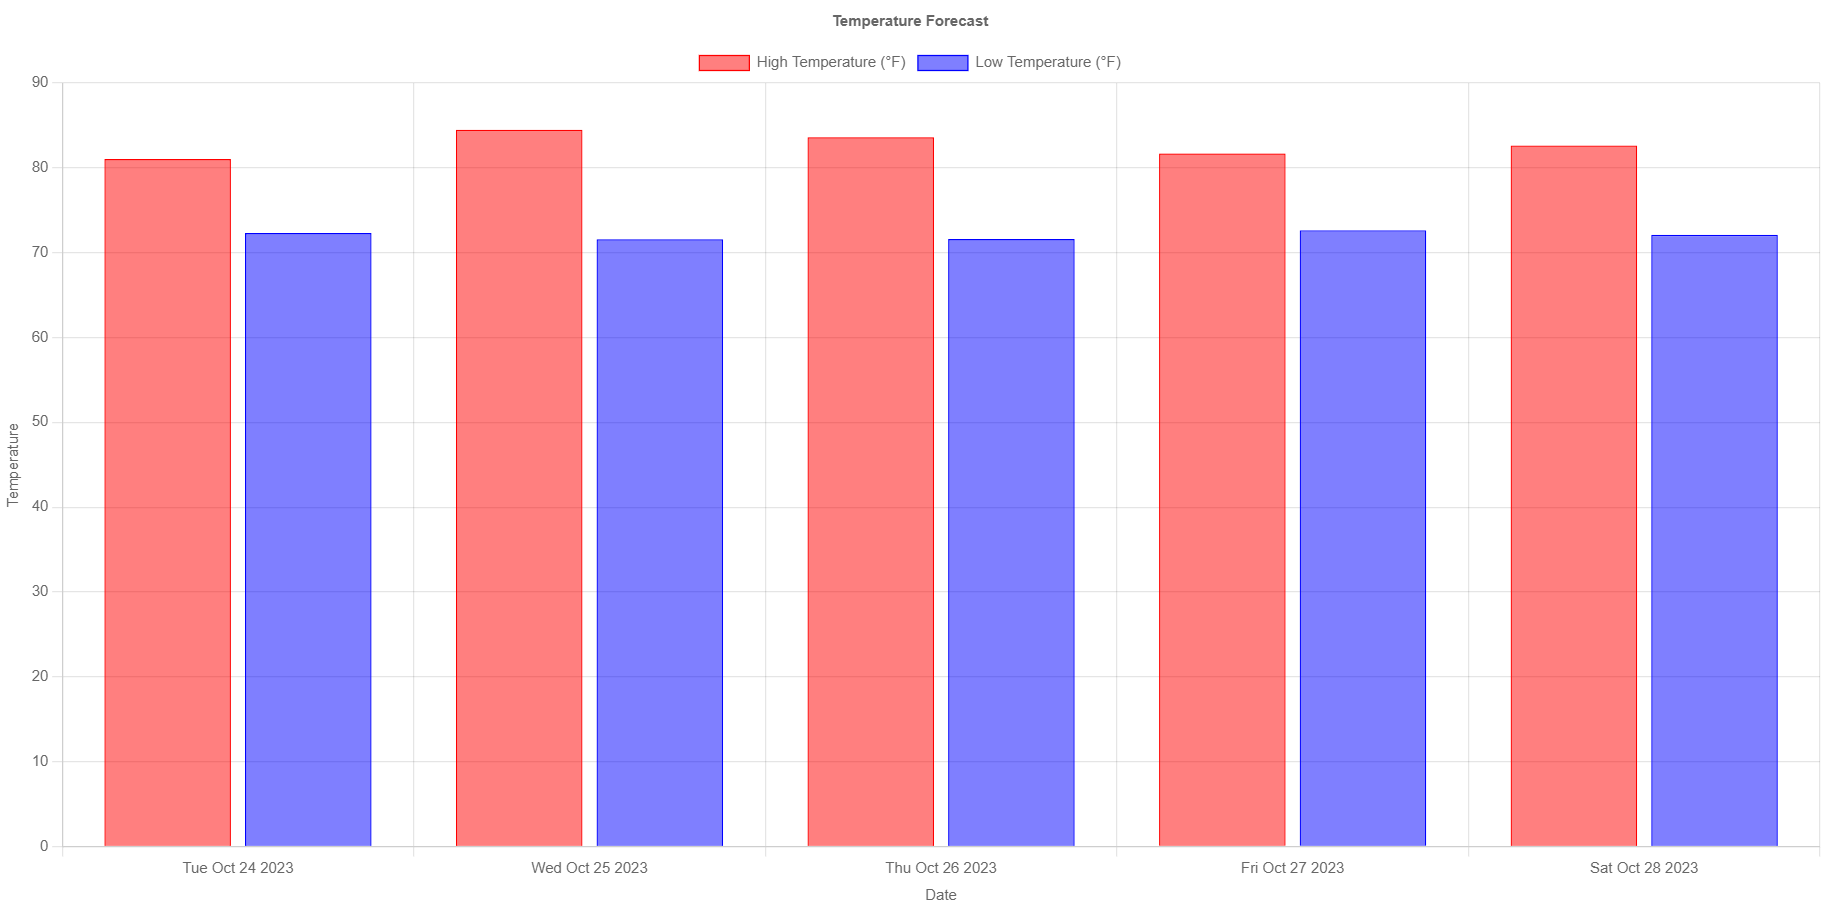 Temperature Forecast
High Temperature (°F) Low Temperature (°F)
90
80
70
60
50
40
30
20
10
0
Temperature
Tue Oct 24 2023 Wed Oct 25 2023 Thu Oct 26 2023 Fri Oct 27 2023 Sat Oct 28 2023
Date